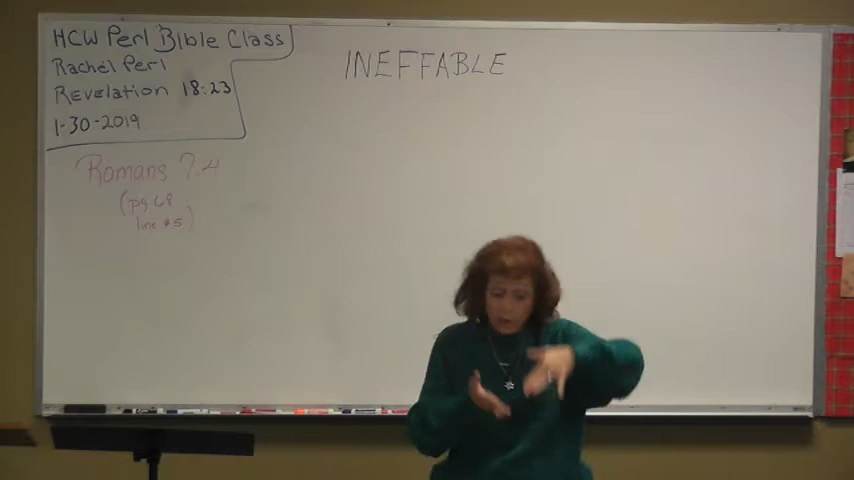 HCW Perl Bible Class
Rachel Perl
Revelation 18:23
1-30-2019
INEFFABLE
Romans 7:4
(pg 68
line #5)